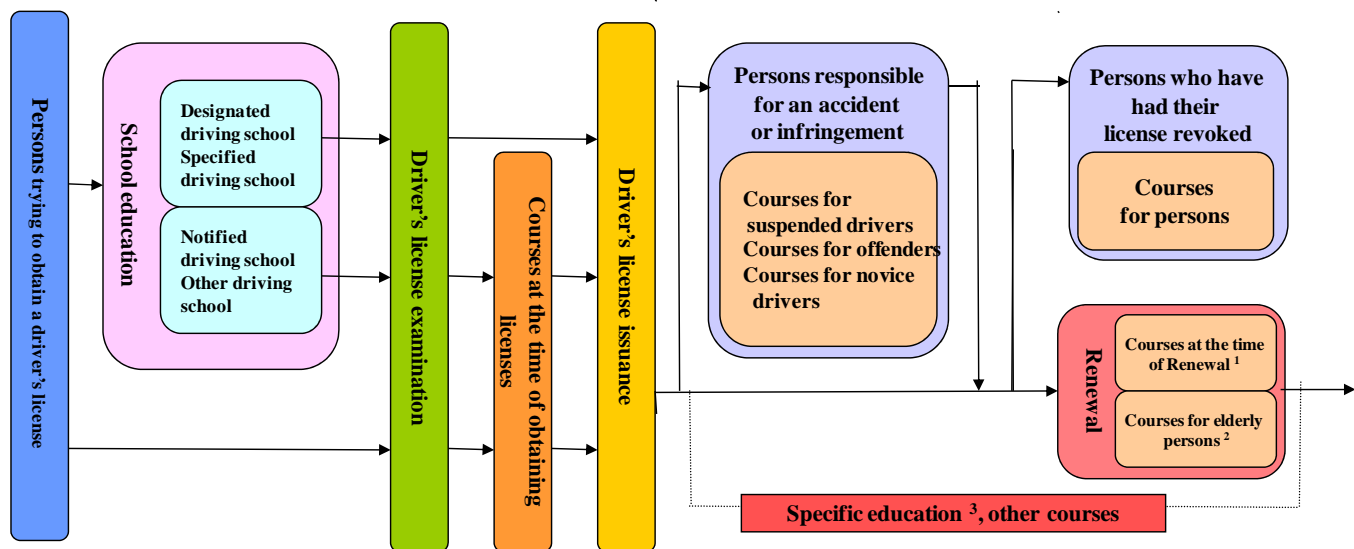 Persons trying to obtain a driver's license
School education
Designated
driving school
Specified
driving school
Notified
driving school
Other driving
school
Driver's license examination
Courses at the time of obtaining
licenses
Driver's license issuance
Persons responsible
for an accident
or infringement
Courses for
suspended drivers
Courses for offenders
Courses for novice
drivers
Persons who have
had their
license revoked
Courses
for persons
Renewal
Courses at the time
of Renewal 1
Courses for elderly
persons 2
Specific education 3, other courses